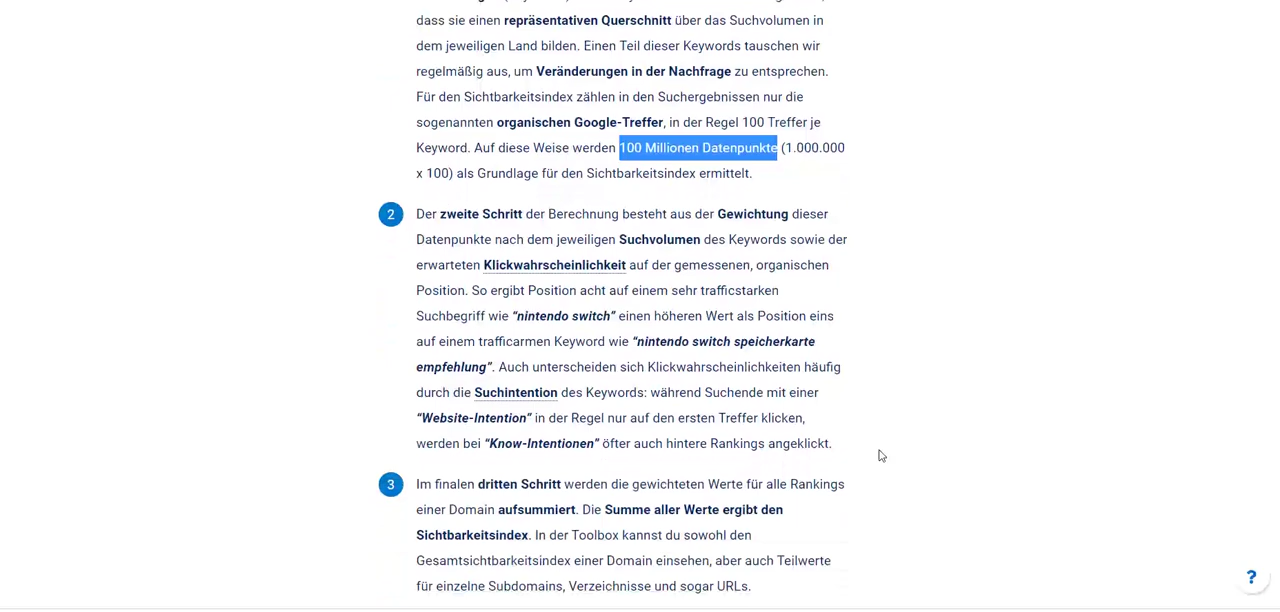 dass sie einen repräsentativen Querschnitt über das Suchvolumen in
dem jeweiligen Land bilden. Einen Teil dieser Keywords tauschen wir
regelmäßig aus, um Veränderungen in der Nachfrage zu entsprechen.
Für den Sichtbarkeitsindex zählen in den Suchergebnissen nur die
sogenannten organischen Google-Treffer, in der Regel 100 Treffer je
Keyword. Auf diese Weise werden 100 Millionen Datenpunkte (1.000.000
x 100) als Grundlage für den Sichtbarkeitsindex ermittelt.
2 Der zweite Schritt der Berechnung besteht aus der Gewichtung dieser
Datenpunkte nach dem jeweiligen Suchvolumen des Keywords sowie der
erwarteten Klickwahrscheinlichkeit auf der gemessenen, organischen
Position. So ergibt Position acht auf einem sehr trafficstarken
Suchbegriff wie “nintendo switch” einen höheren Wert als Position eins
auf einem trafficarmen Keyword wie “nintendo switch speicherkarte
empfehlung”. Auch unterscheiden sich Klickwahrscheinlichkeiten häufig
durch die Suchintention des Keywords: während Suchende mit einer
“Website-Intention” in der Regel nur auf den ersten Treffer klicken,
werden bei “Know-Intentionen” öfter auch hintere Rankings angeklickt.
3 Im finalen dritten Schritt werden die gewichteten Werte für alle Rankings
einer Domain aufsummiert. Die Summe aller Werte ergibt den
Sichtbarkeitsindex. In der Toolbox kannst du sowohl den
Gesamtsichtbarkeitsindex einer Domain einsehen, aber auch Teilwerte
für einzelne Subdomains, Verzeichnisse und sogar URLs.
?